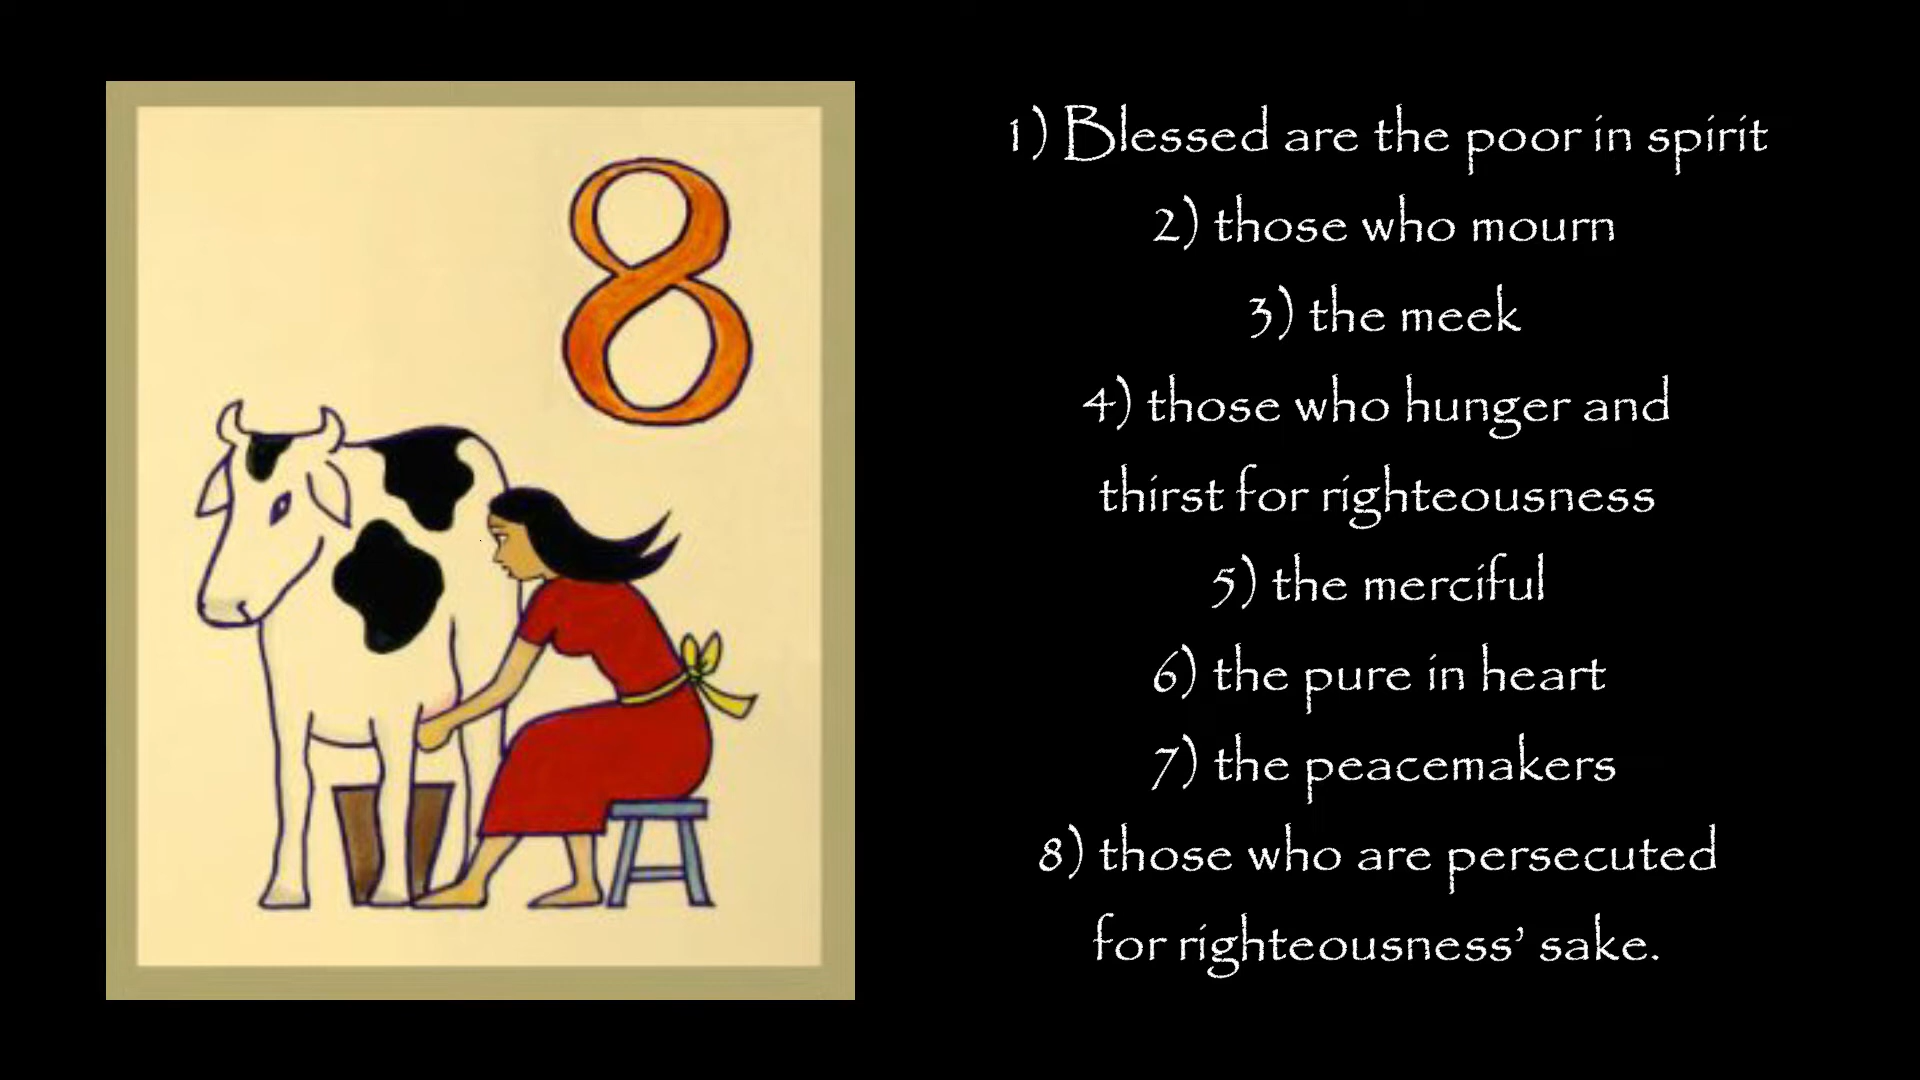 8
1) Blessed are the poor in spirit
2) those who mourn
3) the meek
4) those who hunger and
thirst for righteousness
5) the merciful
6) the pure in heart
7) the peacemakers
8) those who are persecuted
for righteousness’ sake.